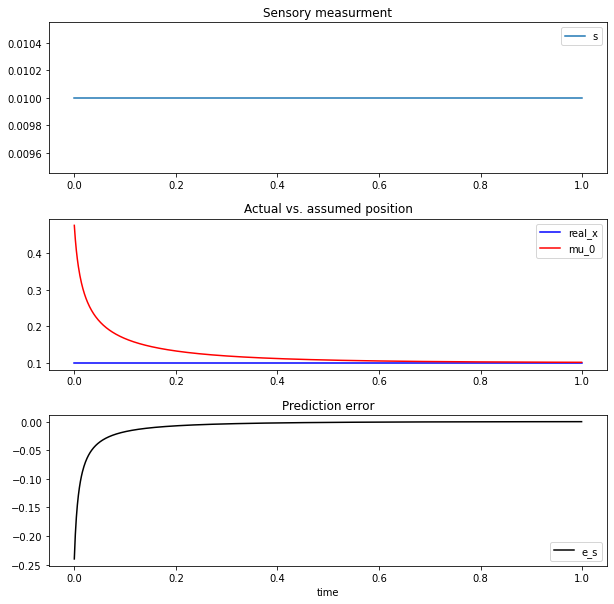 Sensory measurment
0.0104
0.0102
0.0100
0.0098
0.0096
s
0.0 0.2 0.4 0.6 0.8 1.0
Actual vs. assumed position
0.4
0.3
0.2
0.1
real_x
mu_0
0.0 0.2 0.4 0.6 0.8 1.0
Prediction error
0.00
−0.05
−0.10
−0.15
−0.20
−0.25
e_s
0.0 0.2 0.4 0.6 0.8 1.0
time